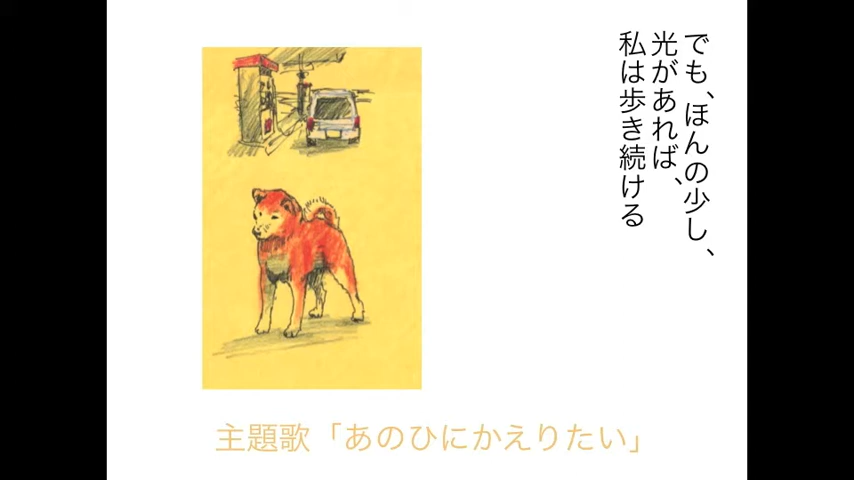 でも、ほんの少し、
光があれば、
私は歩き続ける
主題歌「あのひにかえりたい」